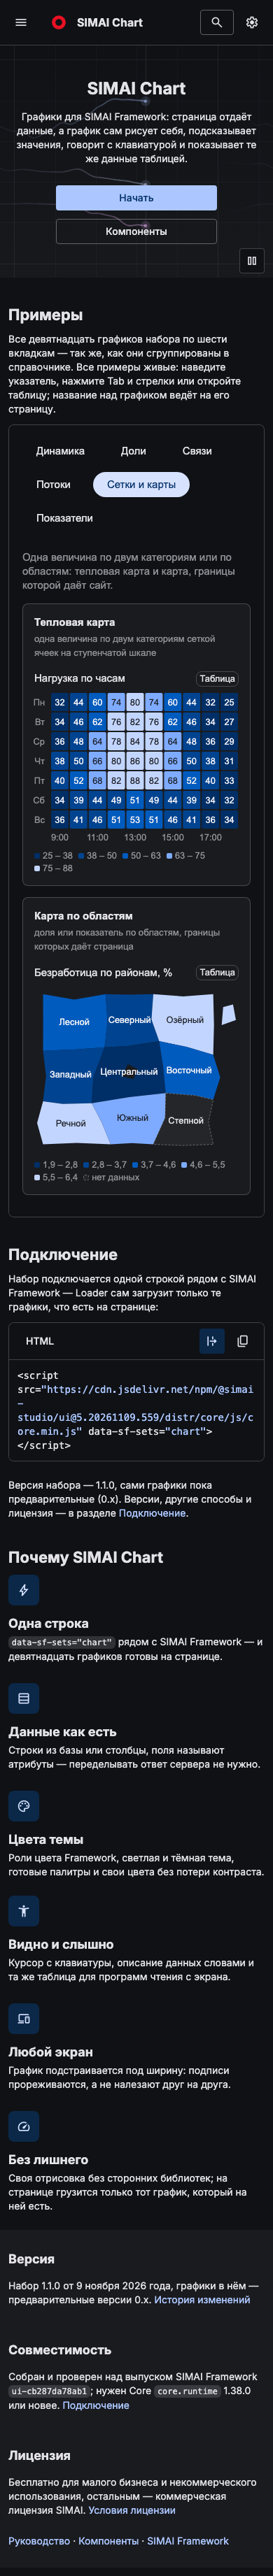 SIMAI Chart
SIMAI Chart
Графики для SIMAI Framework: страница отдаёт
данные, а график сам рисует себя, подсказывает
значения, говорит с клавиатурой и показывает те
же данные таблицей.
Начать
Компоненты
Примеры
Все девятнадцать графиков набора по шести
вкладкам — так же, как они сгруппированы в
справочнике. Все примеры живые: наведите
указатель, нажмите Tab и стрелки или откройте
таблицу; название над графиком ведёт на его
страницу.
Динамика Доли Связи
Потоки Сетки и карты
Показатели
Одна величина по двум категориям или по
областям: тепловая карта и карта, границы
которой даёт сайт.
Тепловая карта
одна величина по двум категориям сеткой
ячеек на ступенчатой шкале
Нагрузка по часам Таблица
Пн 32 44 60 74 80 74 60 44 32 25
Вт 34 46 62 76 82 76 62 46 34 27
Ср 36 48 64 78 84 78 64 48 36 29
Чт 38 50 66 80 86 80 66 50 38 31
Пт 40 52 68 82 88 82 68 52 40 33
Сб 34 39 44 49 51 49 44 39 34 32
Вс 36 41 46 51 53 51 46 41 36 34
9:00 11:00 13:00 15:00 17:00
25 – 38 38 – 50 50 – 63 63 – 75
75 – 88
Карта по областям
доля или показатель по областям, границы
которых даёт страница
Безработица по районам, % Таблица
Лесной Северный Озёрный
Западный Центральный Восточный
Речной Южный Степной
1,9 – 2,8 2,8 – 3,7 3,7 – 4,6 4,6 – 5,5
5,5 – 6,4 нет данных
Подключение
Набор подключается одной строкой рядом с SIMAI
Framework — Loader сам загрузит только те
графики, что есть на странице:
HTML
<script
src="https://cdn.jsdelivr.net/npm/@simai
-
studio/ui@5.20261109.559/distr/core/js/c
ore.min.js" data-sf-sets="chart">
</script>
Версия набора — 1.1.0, сами графики пока
предварительные (0.x). Версии, другие способы и
лицензия — в разделе Подключение.
Почему SIMAI Chart
Одна строка
data-sf-sets="chart" рядом с SIMAI Framework — и
девятнадцать графиков готовы на странице.
Данные как есть
Строки из базы или столбцы, поля называют
атрибуты — переделывать ответ сервера не нужно.
Цвета темы
Роли цвета Framework, светлая и тёмная тема,
готовые палитры и свои цвета без потери контраста.
Видно и слышно
Курсор с клавиатуры, описание данных словами и
та же таблица для программ чтения с экрана.
Любой экран
График подстраивается под ширину: подписи
прореживаются, а не налезают друг на друга.
Без лишнего
Своя отрисовка без сторонних библиотек; на
странице грузится только тот график, который на
ней есть.
Версия
Набор 1.1.0 от 9 ноября 2026 года, графики в нём —
предварительные версии 0.x. История изменений
Совместимость
Собран и проверен над выпуском SIMAI Framework
ui-cb287da78ab1; нужен Core core.runtime 1.38.0
или новее. Подключение
Лицензия
Бесплатно для малого бизнеса и некоммерческого
использования, остальным — коммерческая
лицензия SIMAI. Условия лицензии
Руководство · Компоненты · SIMAI Framework